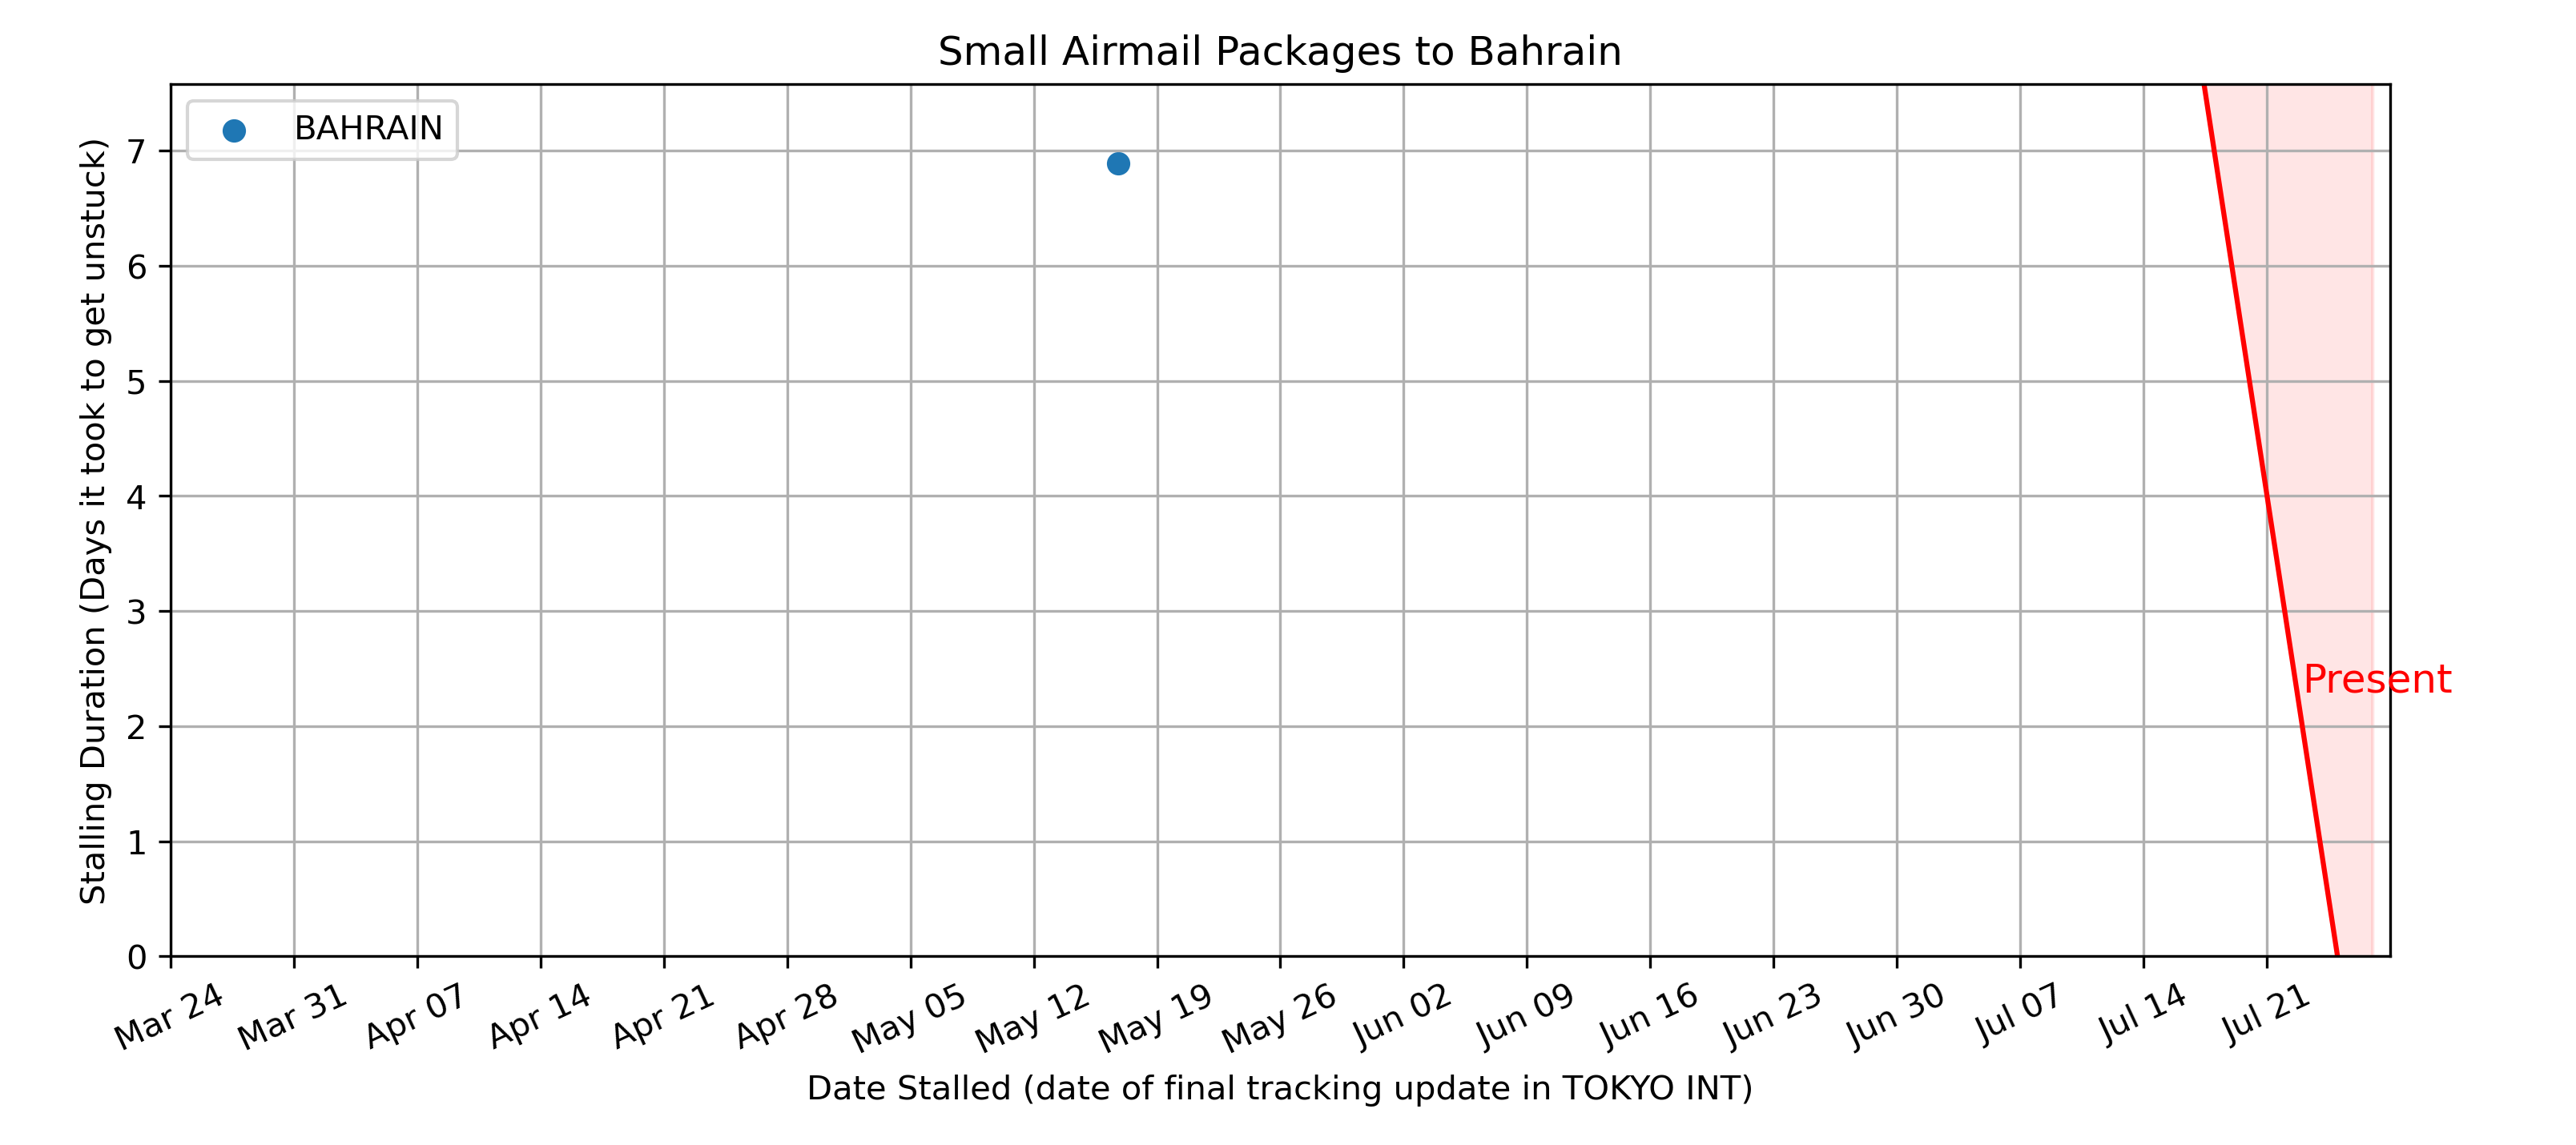 Small Airmail Packages to Bahrain
BAHRAIN
Stalling Duration (Days it took to get unstuck)
7
6
5
4
3
2
1
0
Present
Mar 24 Mar 31 Apr 07 Apr 14 Apr 21 Apr 28 May 05 May 12 May 19 May 26 Jun 02 Jun 09 Jun 16 Jun 23 Jun 30 Jul 07 Jul 14 Jul 21
Date Stalled (date of final tracking update in TOKYO INT)